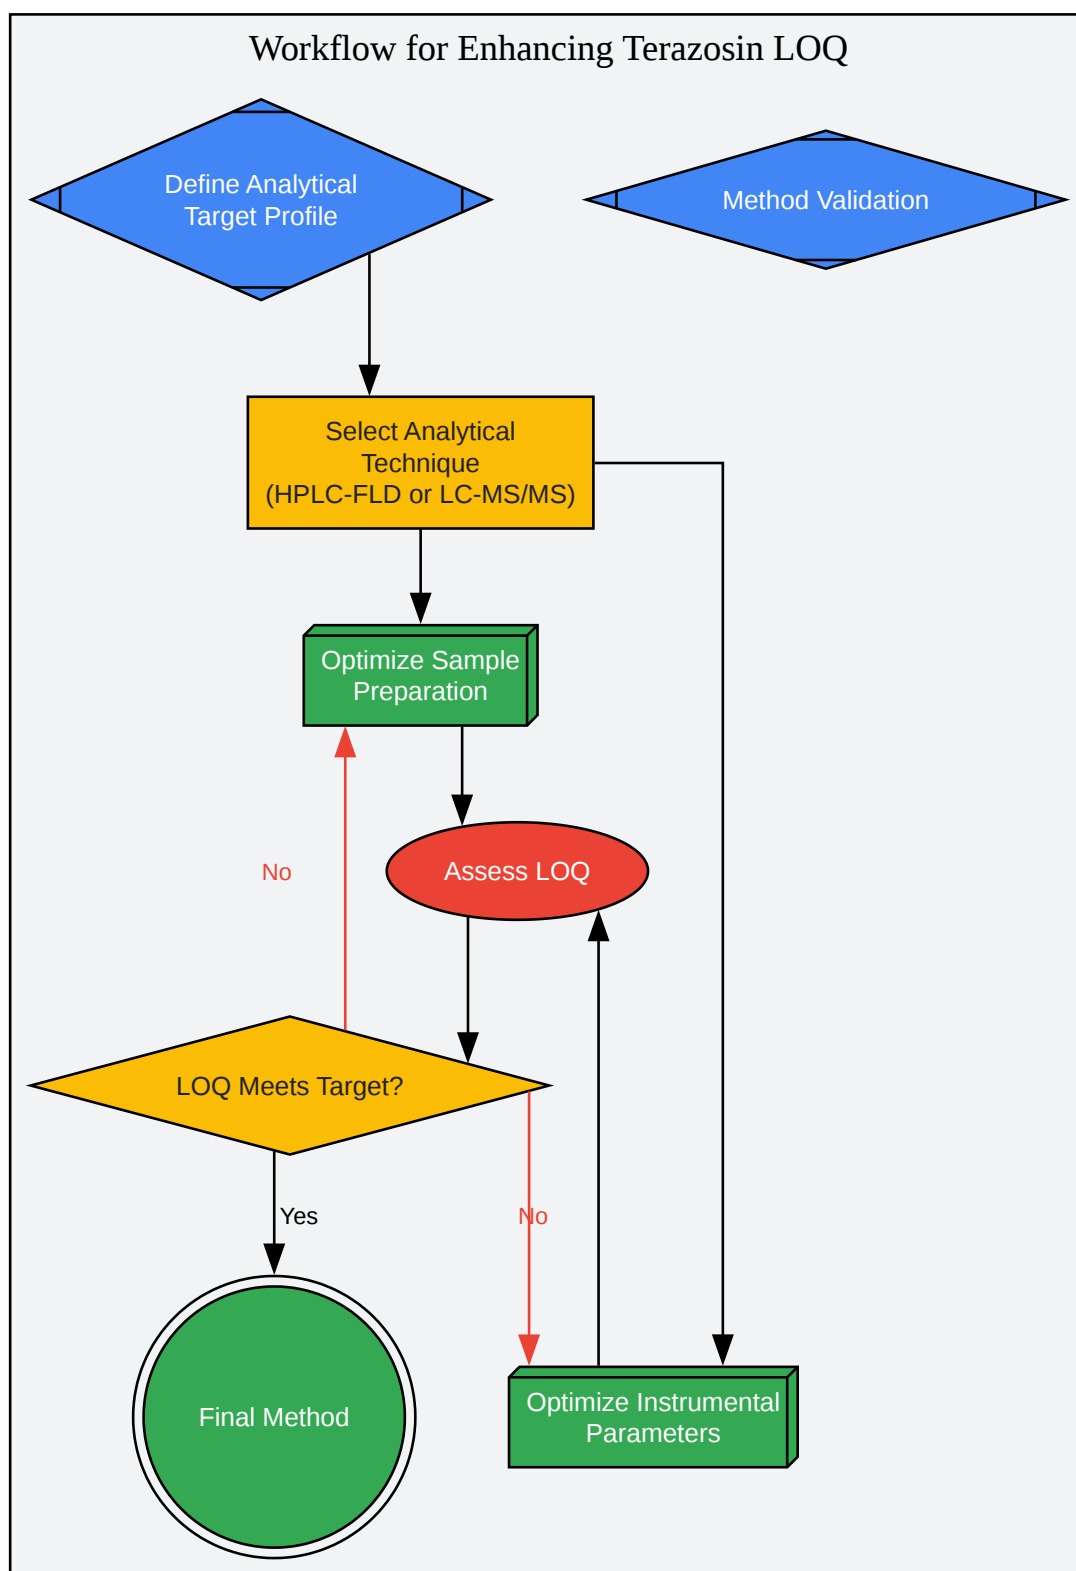 Workflow for Enhancing Terazosin LOQ
Define Analytical
Target Profile
Method Validation
Select Analytical
Technique
(HPLC-FLD or LC-MS/MS)
Optimize Sample
Preparation
No
Assess LOQ
LOQ Meets Target?
Yes
No
Optimize Instrumental
Parameters
Final Method